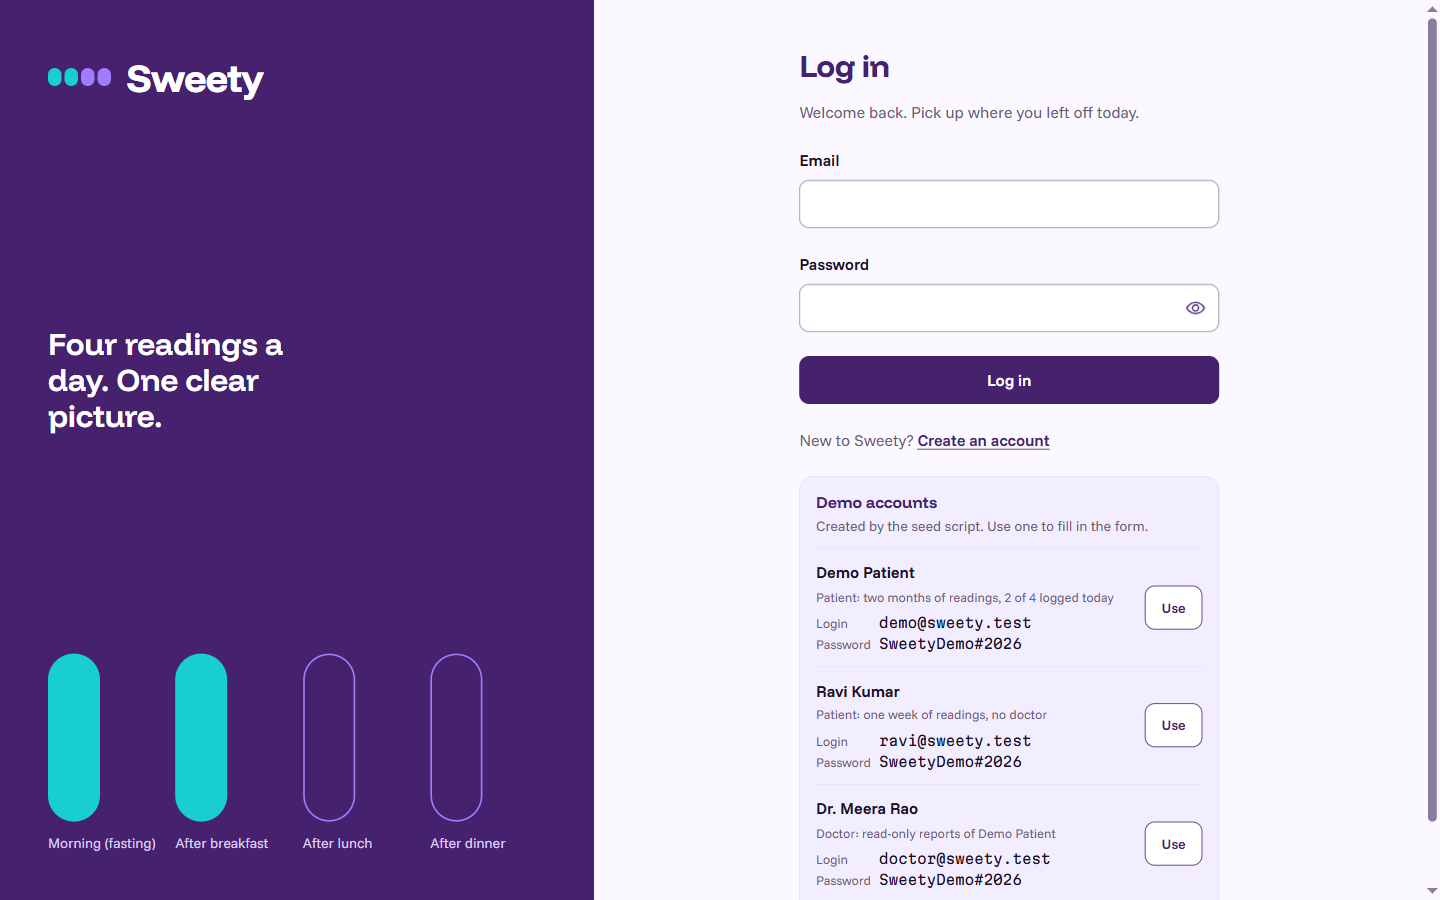 Sweety
Four readings a
day. One clear
picture.
Morning (fasting)
After breakfast
After lunch
After dinner
Log in
Welcome back. Pick up where you left off today.
Email
Password
Log in
New to Sweety? Create an account
Demo accounts
Created by the seed script. Use one to fill in the form.
Demo Patient
Patient: two months of readings, 2 of 4 logged today
Login demo@sweety.test
Password SweetyDemo#2026
Use
Ravi Kumar
Patient: one week of readings, no doctor
Login ravi@sweety.test
Password SweetyDemo#2026
Use
Dr. Meera Rao
Doctor: read-only reports of Demo Patient
Login doctor@sweety.test
Password SweetyDemo#2026
Use